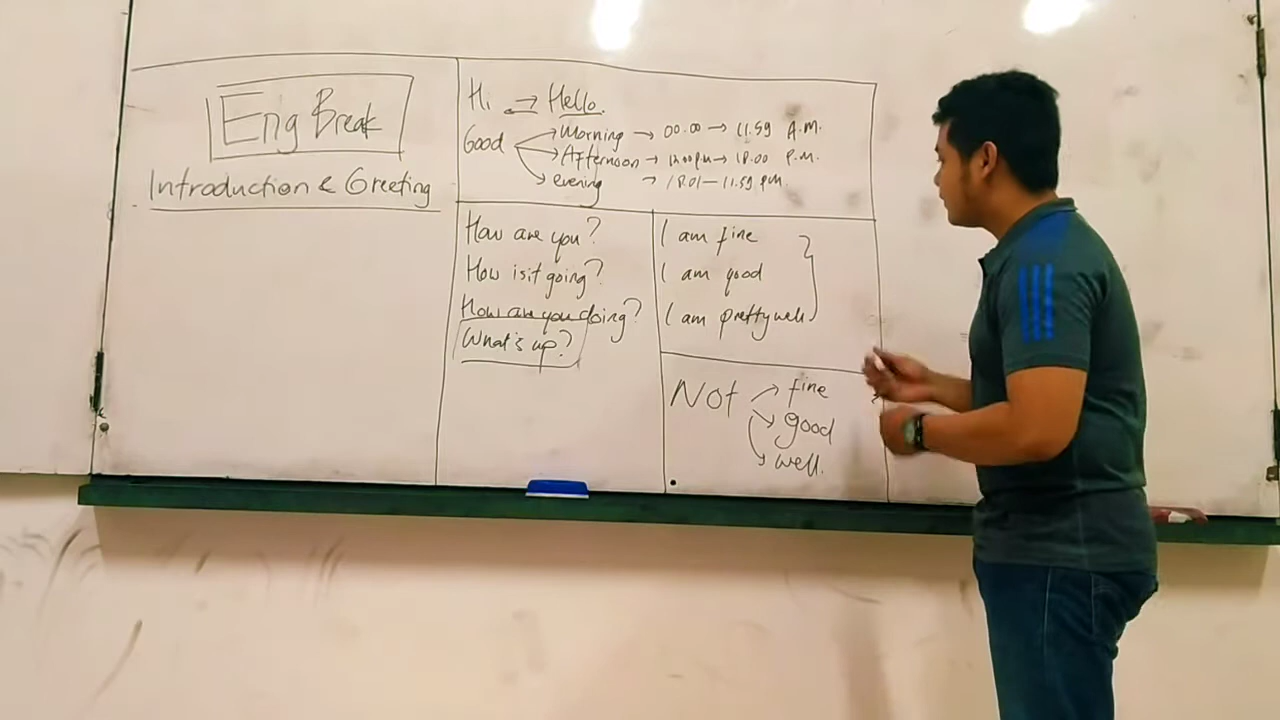 Eng Break
Introduction & Greeting
Hi → Hello.
Good → Morning → 00.00 → 11.59 A.M.
→ Afternoon → 12.00 P.M → 18.00 P.M.
→ evening → 18.01 — 11.59 P.M.
How are you?
How is it going?
How are you doing?
What's up?
I am fine
I am good
I am pretty well
Not → fine
→ good
→ well.